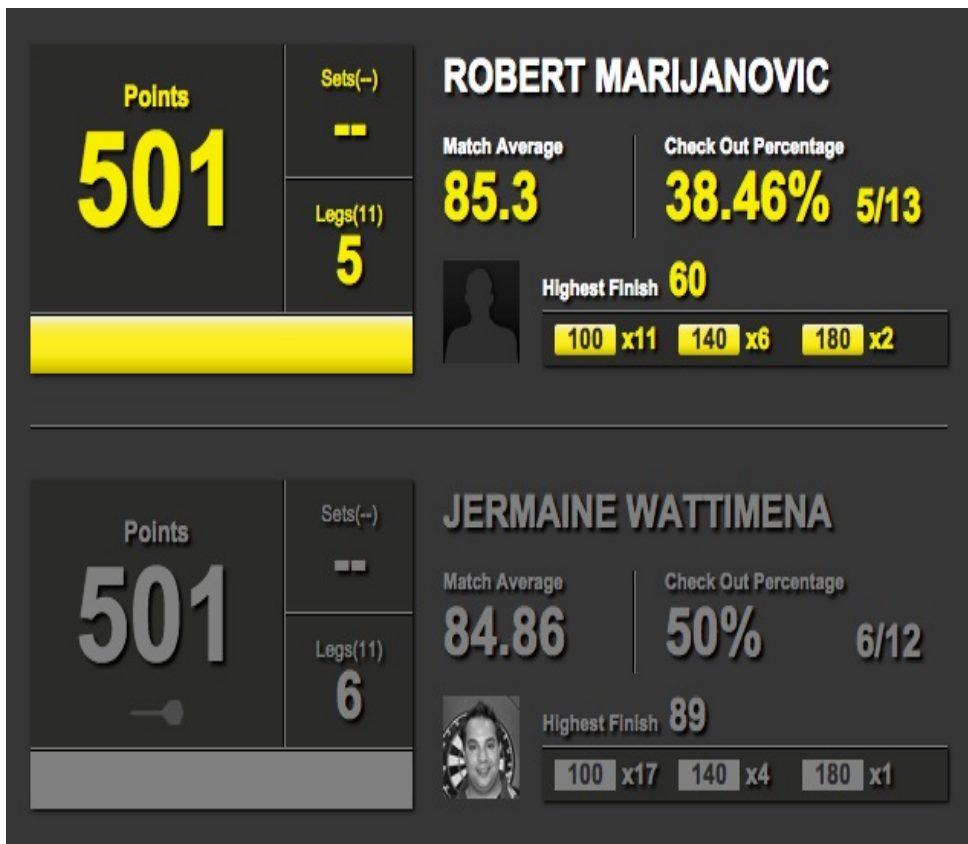 Points
501
Sets(--)
--
Legs(11)
5
ROBERT MARIJANOVIC
Match Average
85.3
Check Out Percentage
38.46% 5/13
Highest Finish 60
100 x11 140 x6 180 x2
Points
501
Sets(--)
--
Legs(11)
6
JERMAINE WATTIMENA
Match Average
84.86
Check Out Percentage
50% 6/12
Highest Finish 89
100 x17 140 x4 180 x1